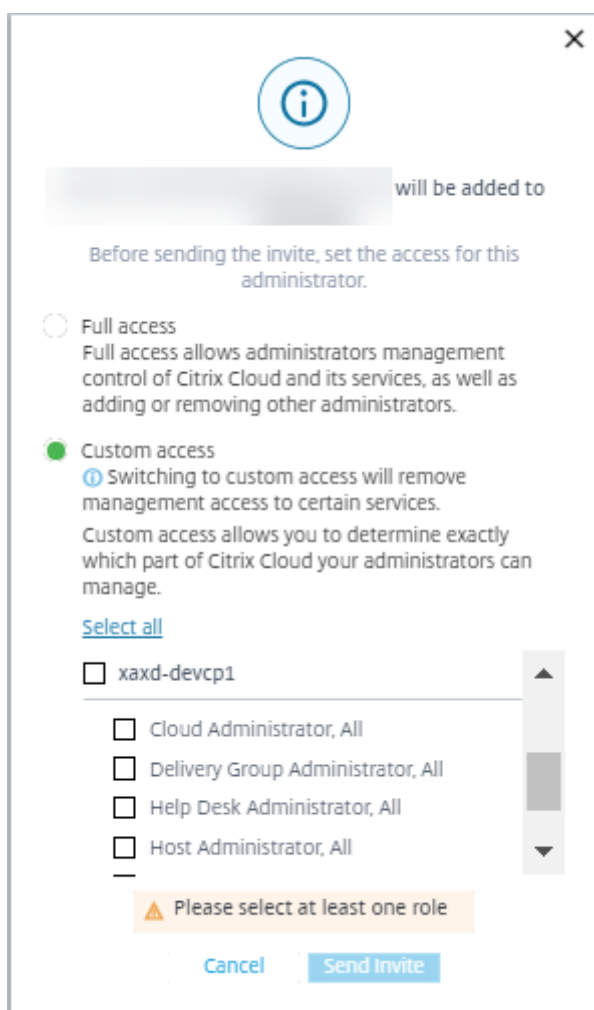 will be added to
Before sending the invite, set the access for this
administrator.
Full access
Full access allows administrators management
control of Citrix Cloud and its services, as well as
adding or removing other administrators.
Custom access
Switching to custom access will remove
management access to certain services.
Custom access allows you to determine exactly
which part of Citrix Cloud your administrators can
manage.
Select all
xaxd-devcp1
Cloud Administrator, All
Delivery Group Administrator, All
Help Desk Administrator, All
Host Administrator, All
Please select at least one role
Cancel Send Invite